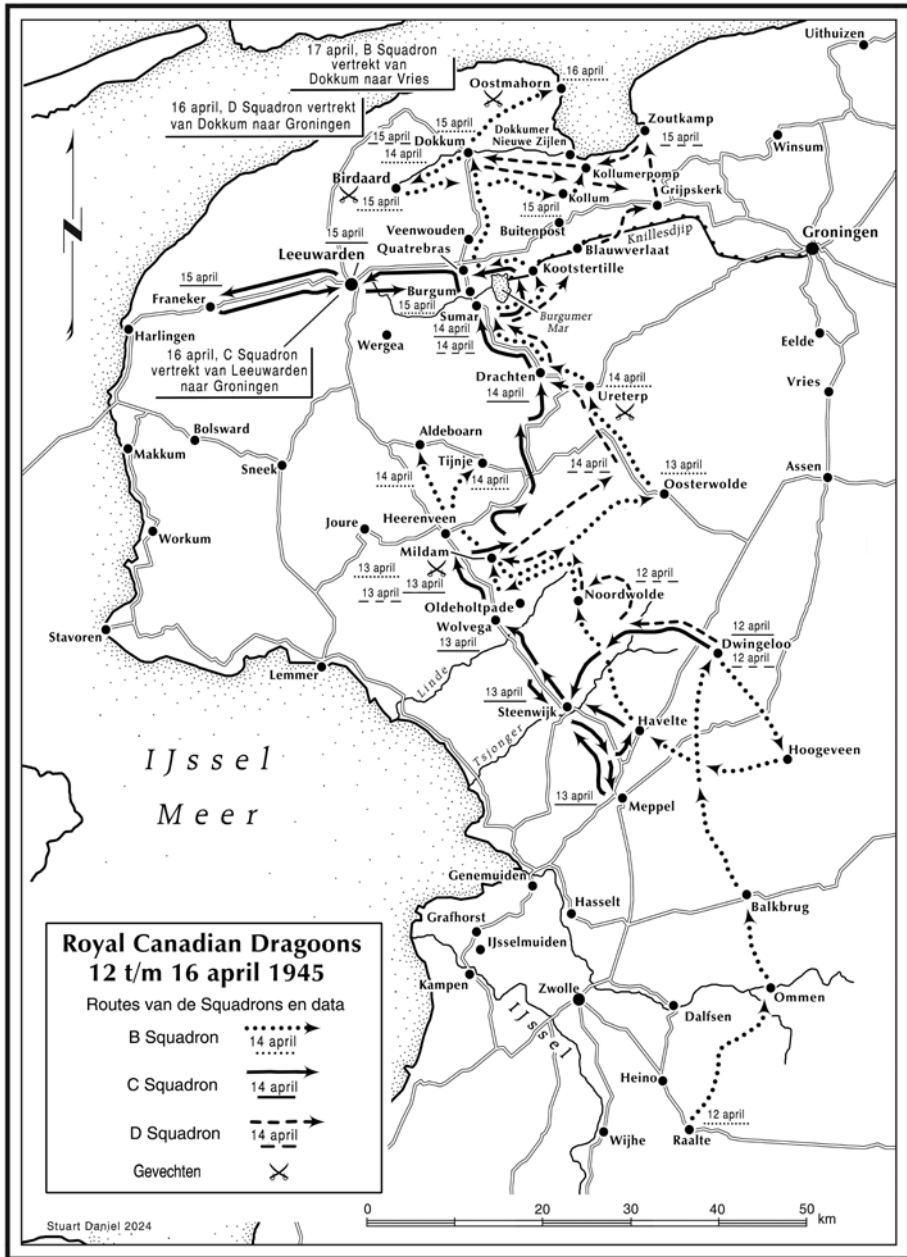 17 april, B Squadron
vertrekt van
Dokkum naar Vries
16 april, D Squadron vertrekt
van Dokkum naar Groningen
Uithuizen
Oostmahorn
16 april
Zoutkamp
15 april
Winsum
15 april
15 april
14 april
Dokkum
Dokkumer
Nieuwe Zijlen
Kollumerpomp
Birdaard
15 april
Kollum
Grijpskerk
15 april
Buitenpost
Veenwouden
Quatrebras
Blauwverlaat
Knillesdjip
Groningen
15 april
Leeuwarden
Kootstertille
15 april
Franeker
Burgum
15 april
Sumar
Burgumer
Mar
Harlingen
14 april
14 april
Wergea
Eelde
16 april, C Squadron
vertrekt van Leeuwarden
naar Groningen
Drachten
14 april
14 april
Ureterp
Vries
Bolsward
Makkum
Sneek
Aldeboarn
Tijnje
14 april
14 april
14 april
13 april
Oosterwolde
Assen
Workum
Joure
Heerenveen
Mildam
13 april
13 april
13 april
12 april
Noordwolde
Oldeholtpade
Wolvega
13 april
12 april
Dwingeloo
12 april
Stavoren
Lemmer
Linde
13 april
Steenwijk
Tsjonger
Havelte
Hoogeveen
13 april
Meppel
IJssel
Meer
Genemuiden
Hasselt
Balkbrug
Grafhorst
IJsselmuiden
Kampen
Zwolle
IJssel
Dalfsen
Ommen
Heino
12 april
Raalte
Wijhe
Royal Canadian Dragoons
12 t/m 16 april 1945
Routes van de Squadrons en data
B Squadron
14 april
C Squadron
14 april
D Squadron
14 april
Gevechten
N
Stuart Daniel 2024
0 20 30 40 50
km